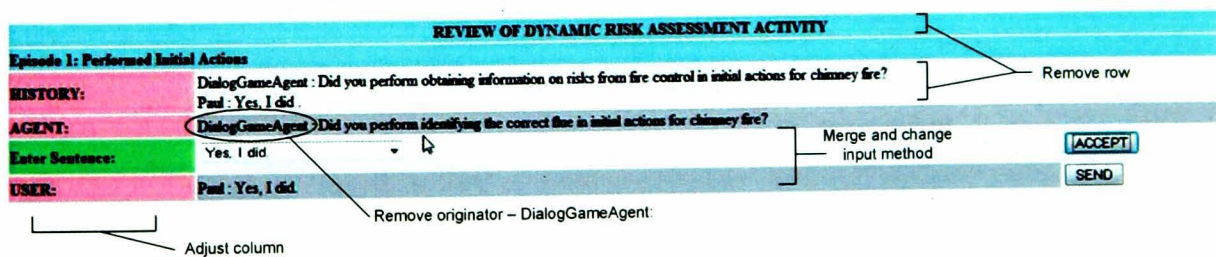 REVIEW OF DYNAMIC RISK ASSESSMENT ACTIVITY
Episode 1: Performed Initial Actions
HISTORY:
DialogGameAgent : Did you perform obtaining information on risks from fire control in initial actions for chimney fire?
Paul : Yes, I did .
Remove row
AGENT:
DialogGameAgent : Did you perform identifying the correct flue in initial actions for chimney fire?
Enter Sentence:
Yes, I did.
Merge and change
input method
ACCEPT
USER:
Paul : Yes, I did.
SEND
Remove originator – DialogGameAgent:
Adjust column